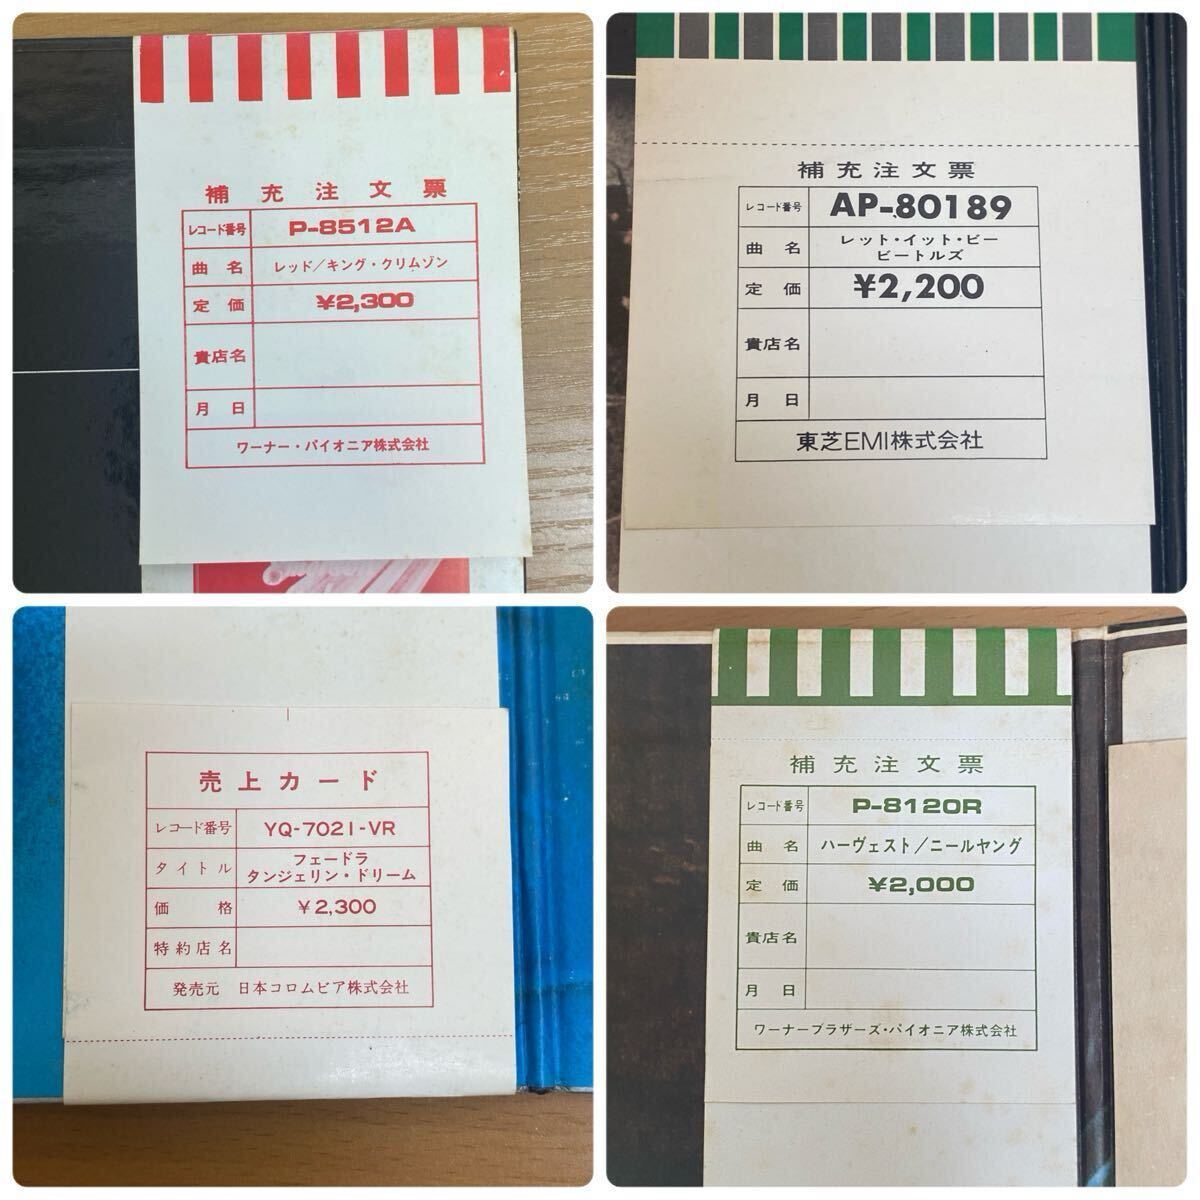 補充注文票
レコード番号 P-8512A
曲名 レッド／キング・クリムゾン
定価 ¥2,300
貴店名
月日
ワーナー・パイオニア株式会社
補充注文票
レコード番号 AP-80189
曲名 レット・イット・ビー
ビートルズ
定価 ¥2,200
貴店名
月日
東芝EMI株式会社
売上カード
レコード番号 YQ-7021-VR
タイトル フェードラ
タンジェリン・ドリーム
価格 ¥2,300
特約店名
発売元 日本コロムビア株式会社
補充注文票
レコード番号 P-8120R
曲名 ハーヴェスト／ニールヤング
定価 ¥2,000
貴店名
月日
ワーナーブラザーズ・パイオニア株式会社